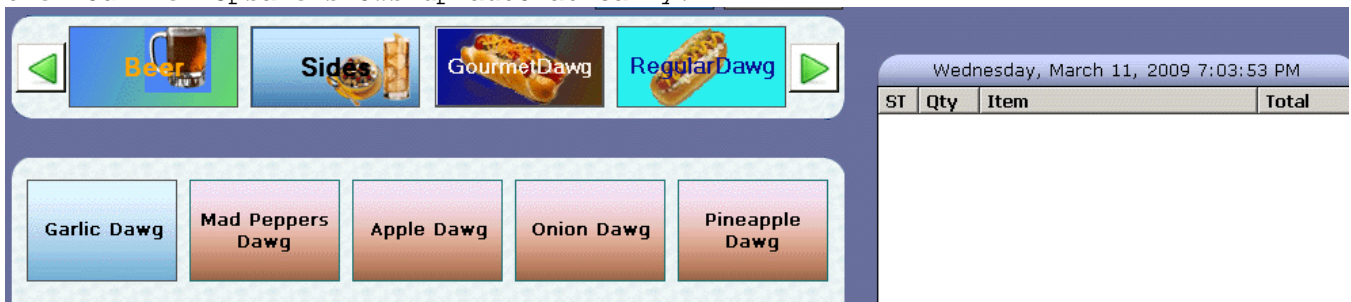 Beer
Sides
GourmetDawg
RegularDawg
Wednesday, March 11, 2009 7:03:53 PM
ST Qty Item Total
Garlic Dawg
Mad Peppers
Dawg
Apple Dawg
Onion Dawg
Pineapple
Dawg